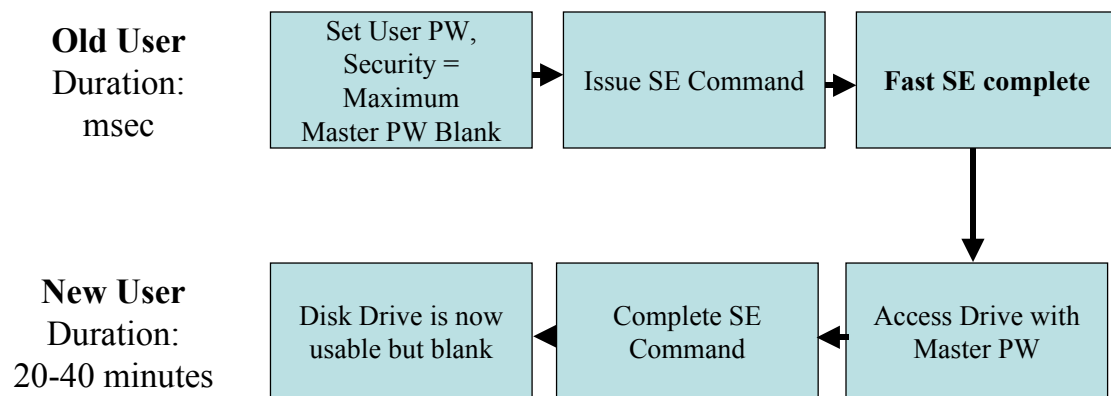 Old User
Duration:
msec
Set User PW,
Security =
Maximum
Master PW Blank
Issue SE Command
Fast SE complete
New User
Duration:
20-40 minutes
Disk Drive is now
usable but blank
Complete SE
Command
Access Drive with
Master PW